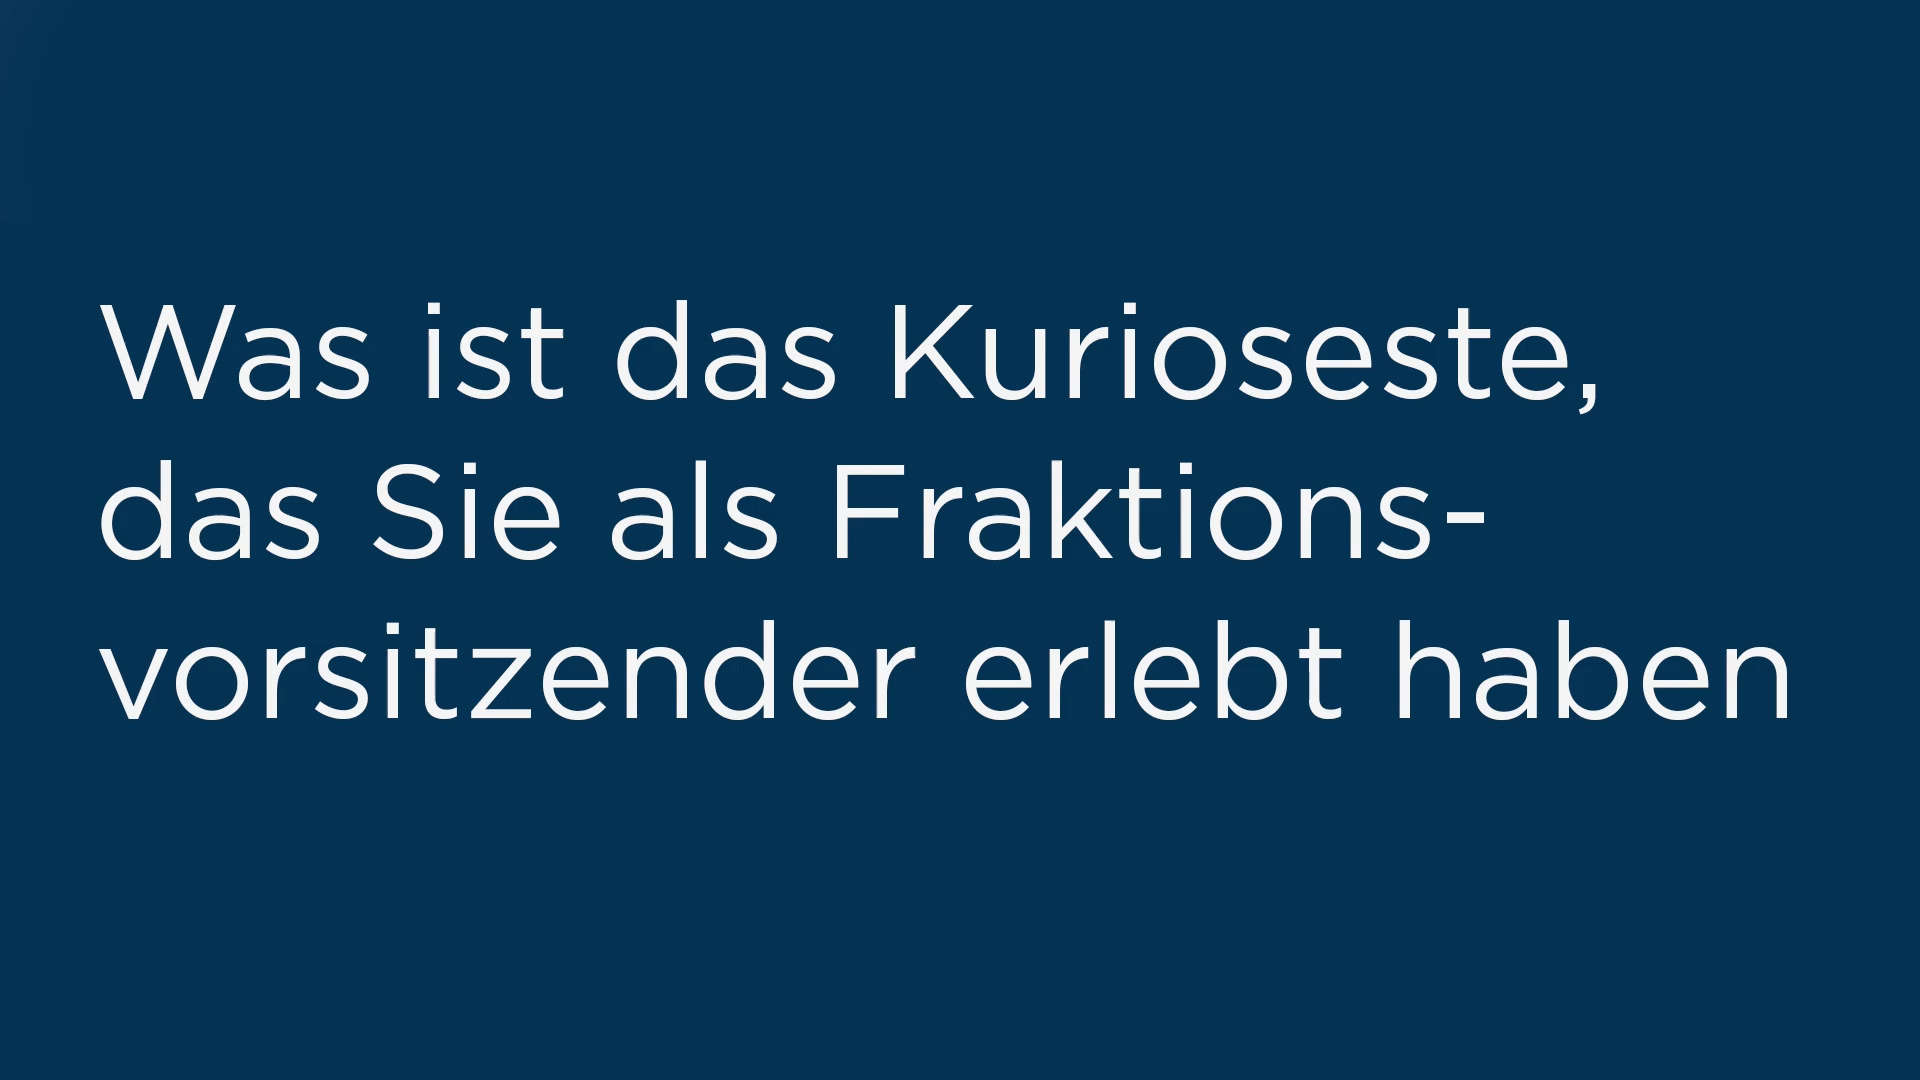 Was ist das Kurioseste,
das Sie als Fraktions-
vorsitzender erlebt haben